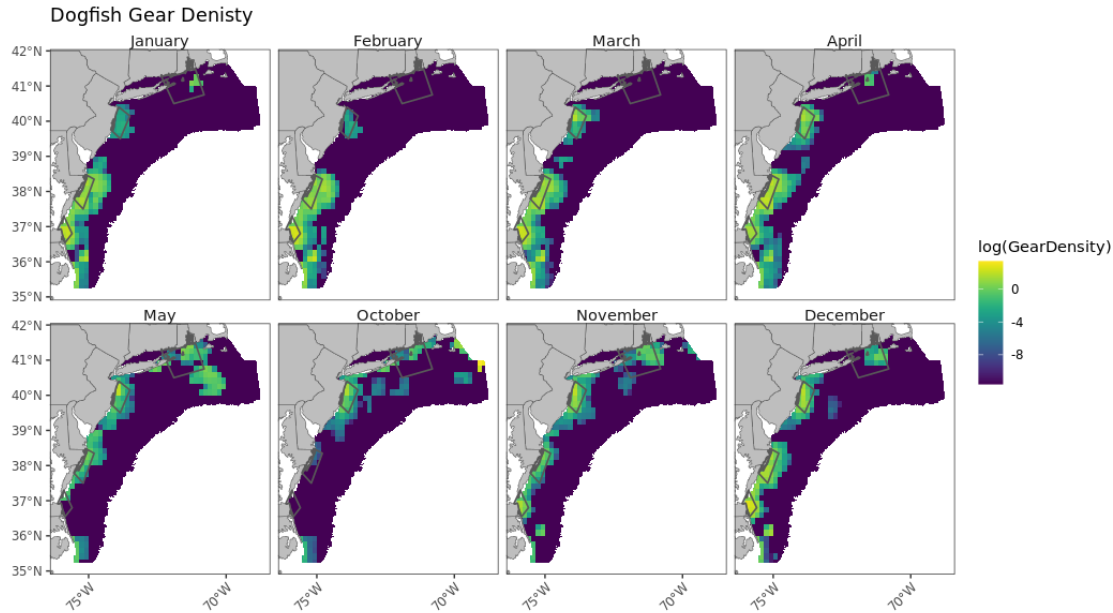 Dogfish Gear Denisty
January February March April
42°N
41°N
40°N
39°N
38°N
37°N
36°N
35°N
log(GearDensity)
0
-4
-8
May October November December
42°N
41°N
40°N
39°N
38°N
37°N
36°N
35°N
75°W 70°W 75°W 70°W 75°W 70°W 75°W 70°W